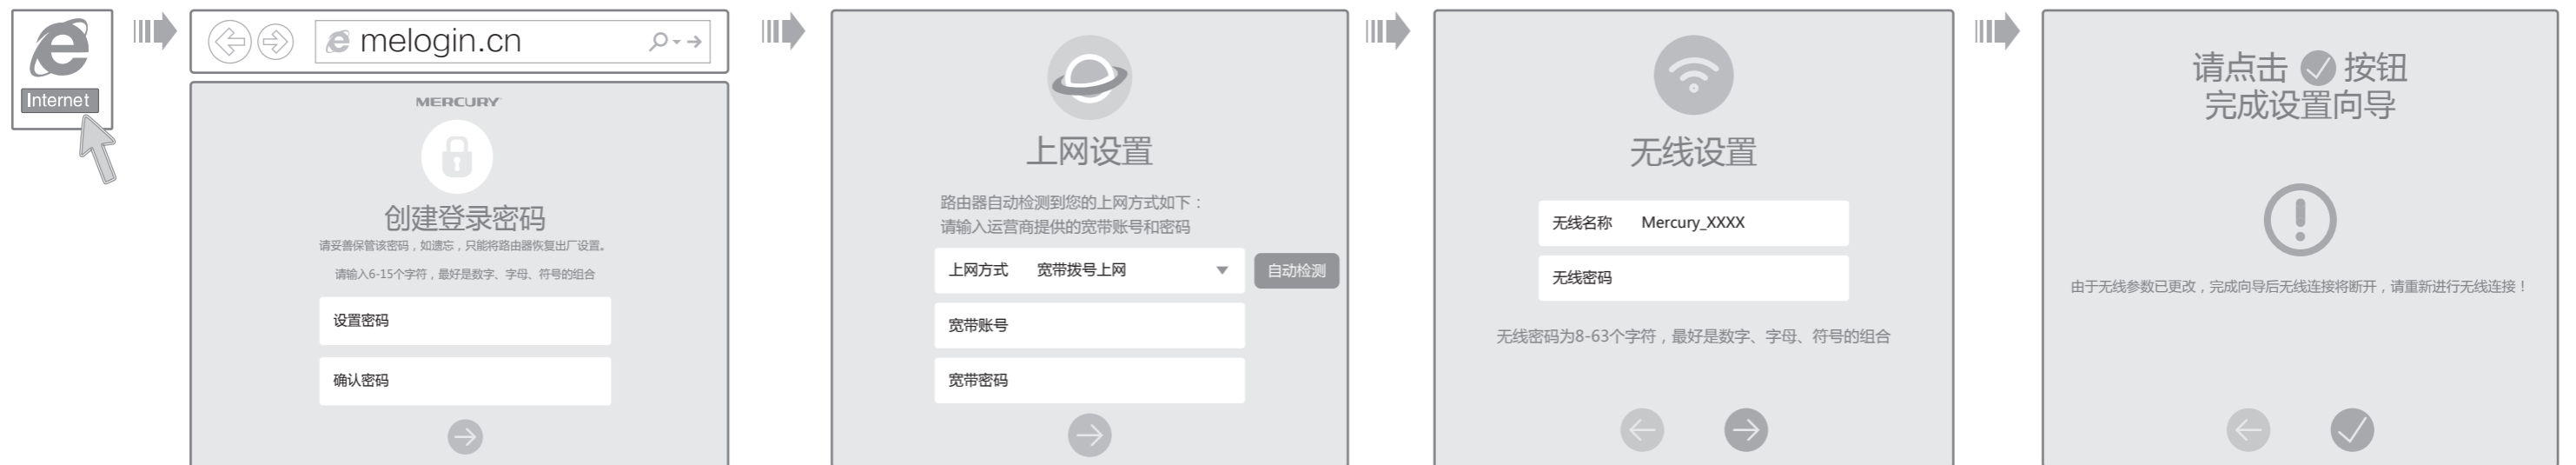 Internet
melogin.cn
MERCURY
创建登录密码
请妥善保管该密码，如遗忘，只能将路由器恢复出厂设置。
请输入6-15个字符，最好是数字、字母、符号的组合
设置密码
确认密码
上网设置
路由器自动检测到您的上网方式如下：
请输入运营商提供的宽带账号和密码
上网方式 宽带拨号上网
自动检测
宽带账号
宽带密码
无线设置
无线名称 Mercury_XXXX
无线密码
无线密码为8-63个字符，最好是数字、字母、符号的组合
请点击 按钮
完成设置向导
由于无线参数已更改，完成向导后无线连接将断开，请重新进行无线连接！